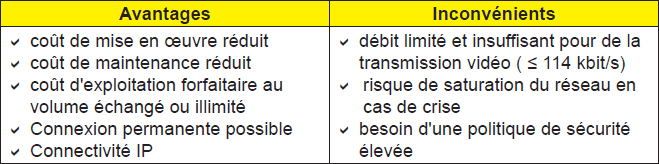 Avantages
✓ coût de mise en œuvre réduit
✓ coût de maintenance réduit
✓ coût d'exploitation forfaitaire au
volume échangé ou illimité
✓ Connexion permanente possible
✓ Connectivité IP
Inconvénients
✓ débit limité et insuffisant pour de la
transmission vidéo ( ≤ 114 kbit/s)
✓ risque de saturation du réseau en
cas de crise
✓ besoin d'une politique de sécurité
élevée